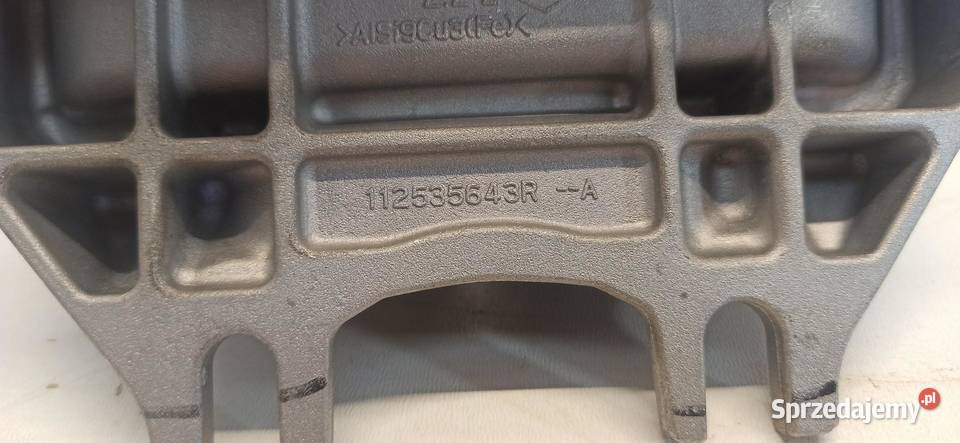 >AlSi9Cu3(Fe)<
112535643R --A
Sprzedajemy.pl